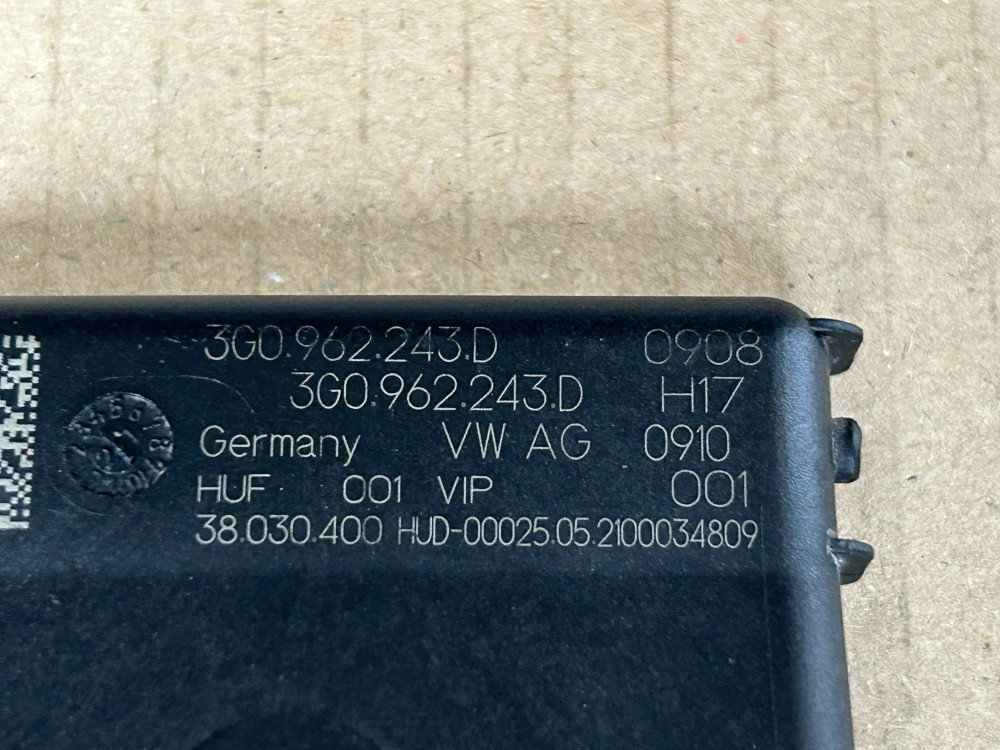 3G0.962.243.D 0908
3G0.962.243.D H17
Germany VW AG 0910
HUF 001 VIP 001
38.030.400 HUD-00025.05.2100034809